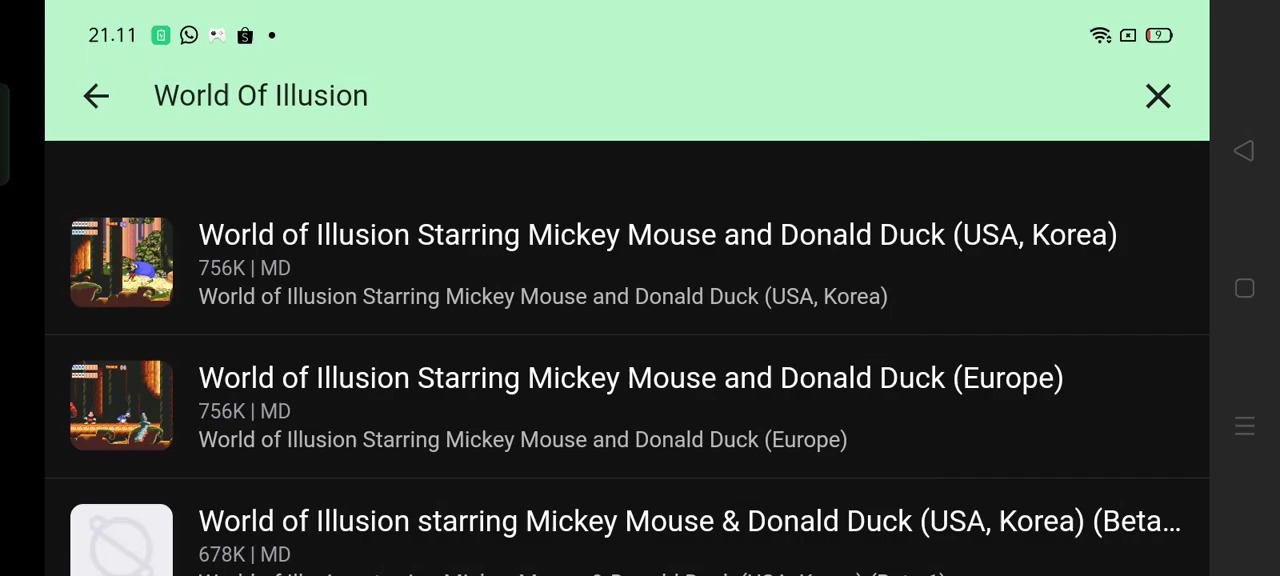 21.11
9
World Of Illusion
World of Illusion Starring Mickey Mouse and Donald Duck (USA, Korea)
756K | MD
World of Illusion Starring Mickey Mouse and Donald Duck (USA, Korea)
World of Illusion Starring Mickey Mouse and Donald Duck (Europe)
756K | MD
World of Illusion Starring Mickey Mouse and Donald Duck (Europe)
World of Illusion starring Mickey Mouse & Donald Duck (USA, Korea) (Beta...
678K | MD